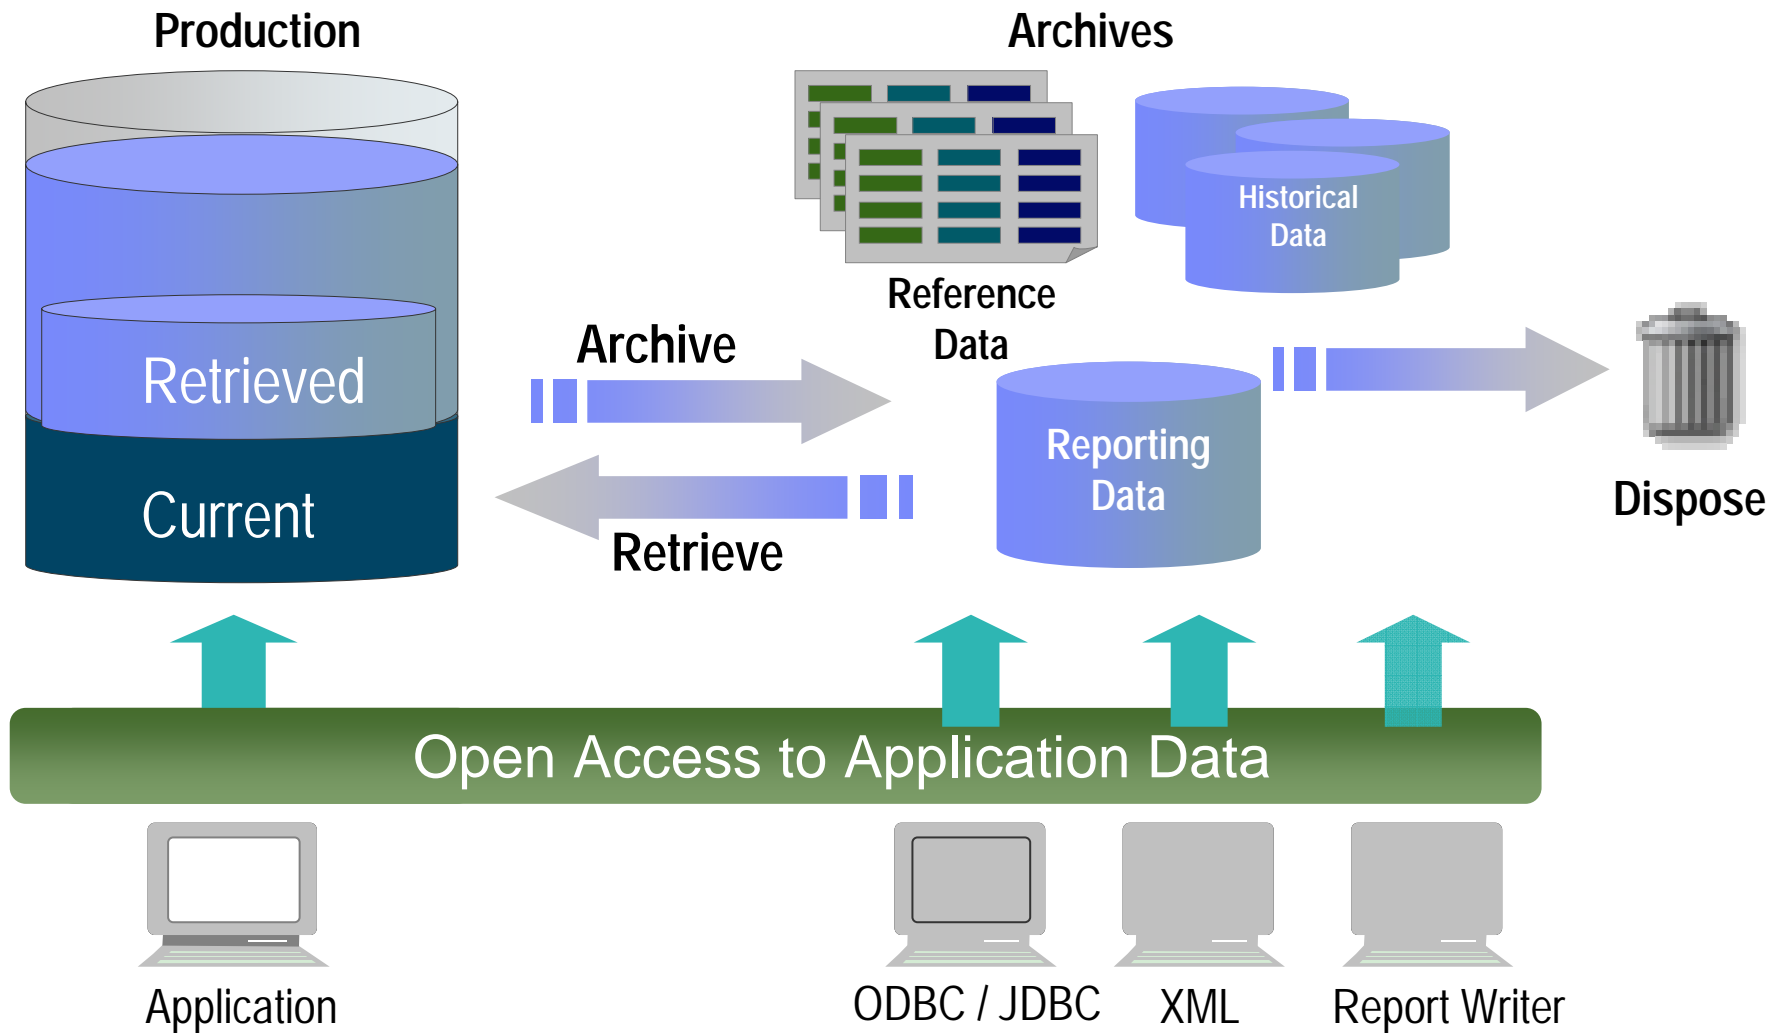 Production
Archives
Historical
Data
Reference
Data
Archive
Retrieved
Reporting
Data
Current
Retrieve
Dispose
Open Access to Application Data
Application
ODBC / JDBC
XML
Report Writer